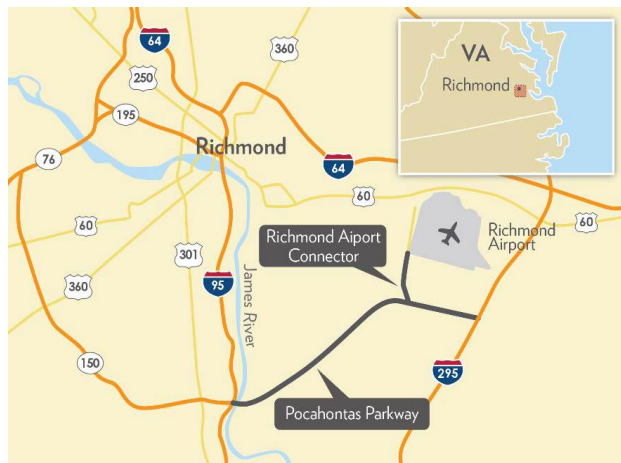 64
360
250
VA
Richmond
195
Richmond
76
64
60
60
60
Richmond
Airport
Richmond Aiport
Connector
301
360
95
James River
150
295
Pocahontas Parkway